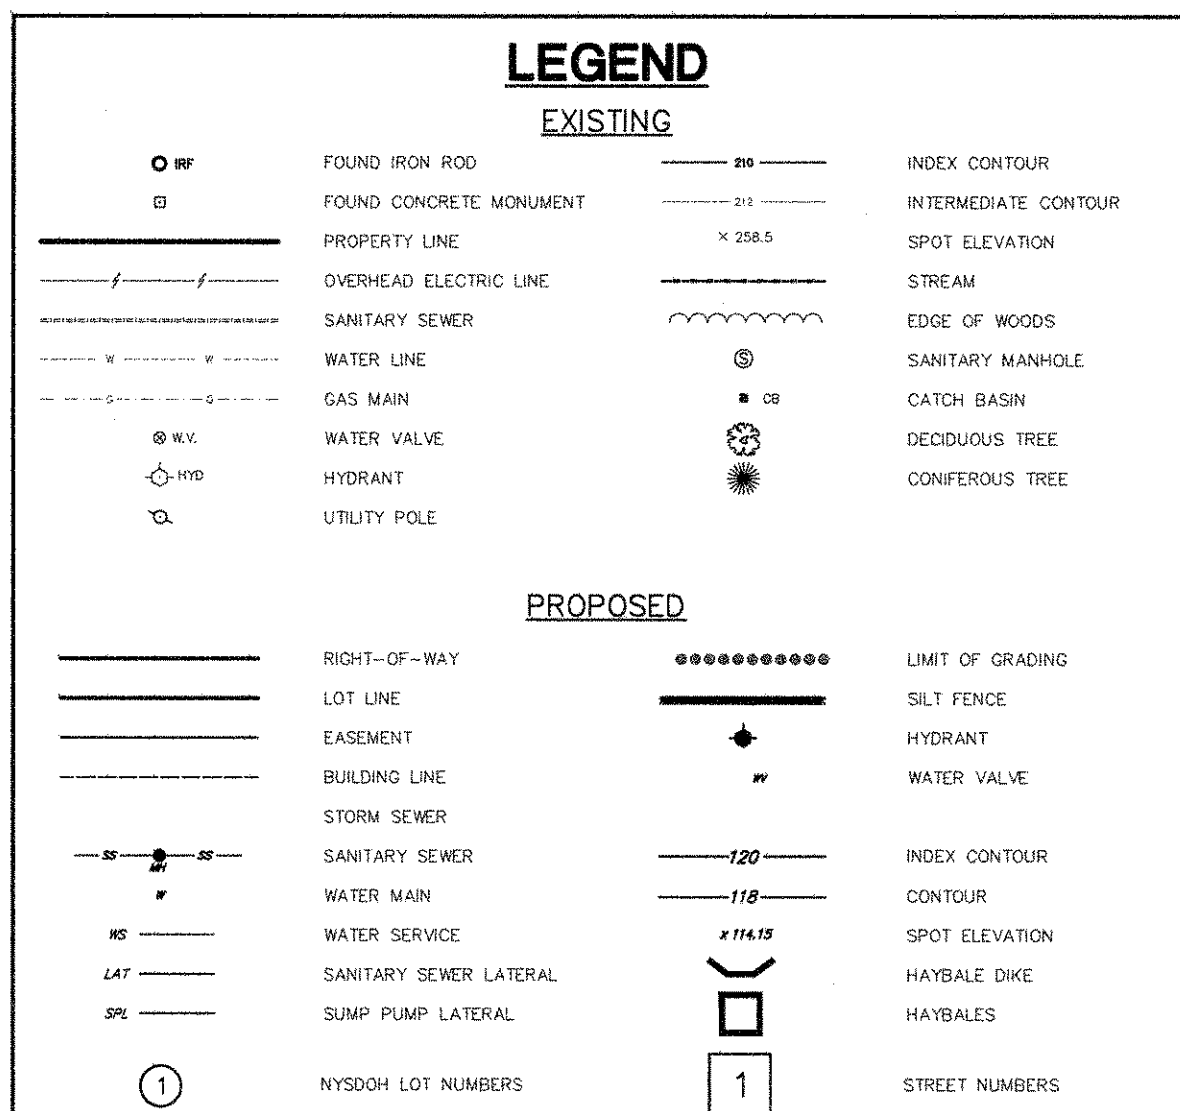 LEGEND
EXISTING
IRF FOUND IRON ROD 210 INDEX CONTOUR
FOUND CONCRETE MONUMENT 212 INTERMEDIATE CONTOUR
PROPERTY LINE × 258.5 SPOT ELEVATION
OVERHEAD ELECTRIC LINE STREAM
SANITARY SEWER EDGE OF WOODS
W W WATER LINE S SANITARY MANHOLE
G G GAS MAIN CB CATCH BASIN
W.V. WATER VALVE DECIDUOUS TREE
HYD HYDRANT CONIFEROUS TREE
UTILITY POLE
PROPOSED
RIGHT-OF-WAY LIMIT OF GRADING
LOT LINE SILT FENCE
EASEMENT HYDRANT
BUILDING LINE WV WATER VALVE
STORM SEWER
SS SS SANITARY SEWER 120 INDEX CONTOUR
MH
W WATER MAIN 118 CONTOUR
WS WATER SERVICE x 114.15 SPOT ELEVATION
LAT SANITARY SEWER LATERAL HAYBALE DIKE
SPL SUMP PUMP LATERAL HAYBALES
1 NYSDOH LOT NUMBERS 1 STREET NUMBERS